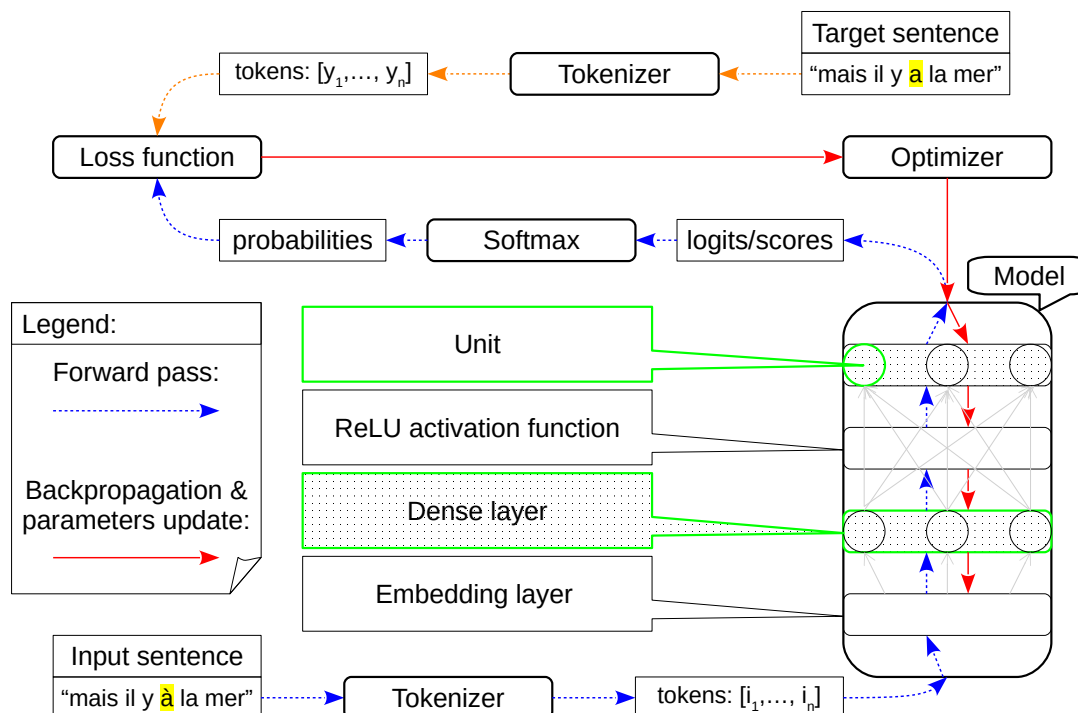 Target sentence
“mais il y a la mer”
Tokenizer
tokens: [y₁,…, yₙ]
Loss function
Optimizer
probabilities
Softmax
logits/scores
Model
Legend:
Forward pass:
Backpropagation &
parameters update:
Unit
ReLU activation function
Dense layer
Embedding layer
Input sentence
“mais il y à la mer”
Tokenizer
tokens: [i₁,…, iₙ]